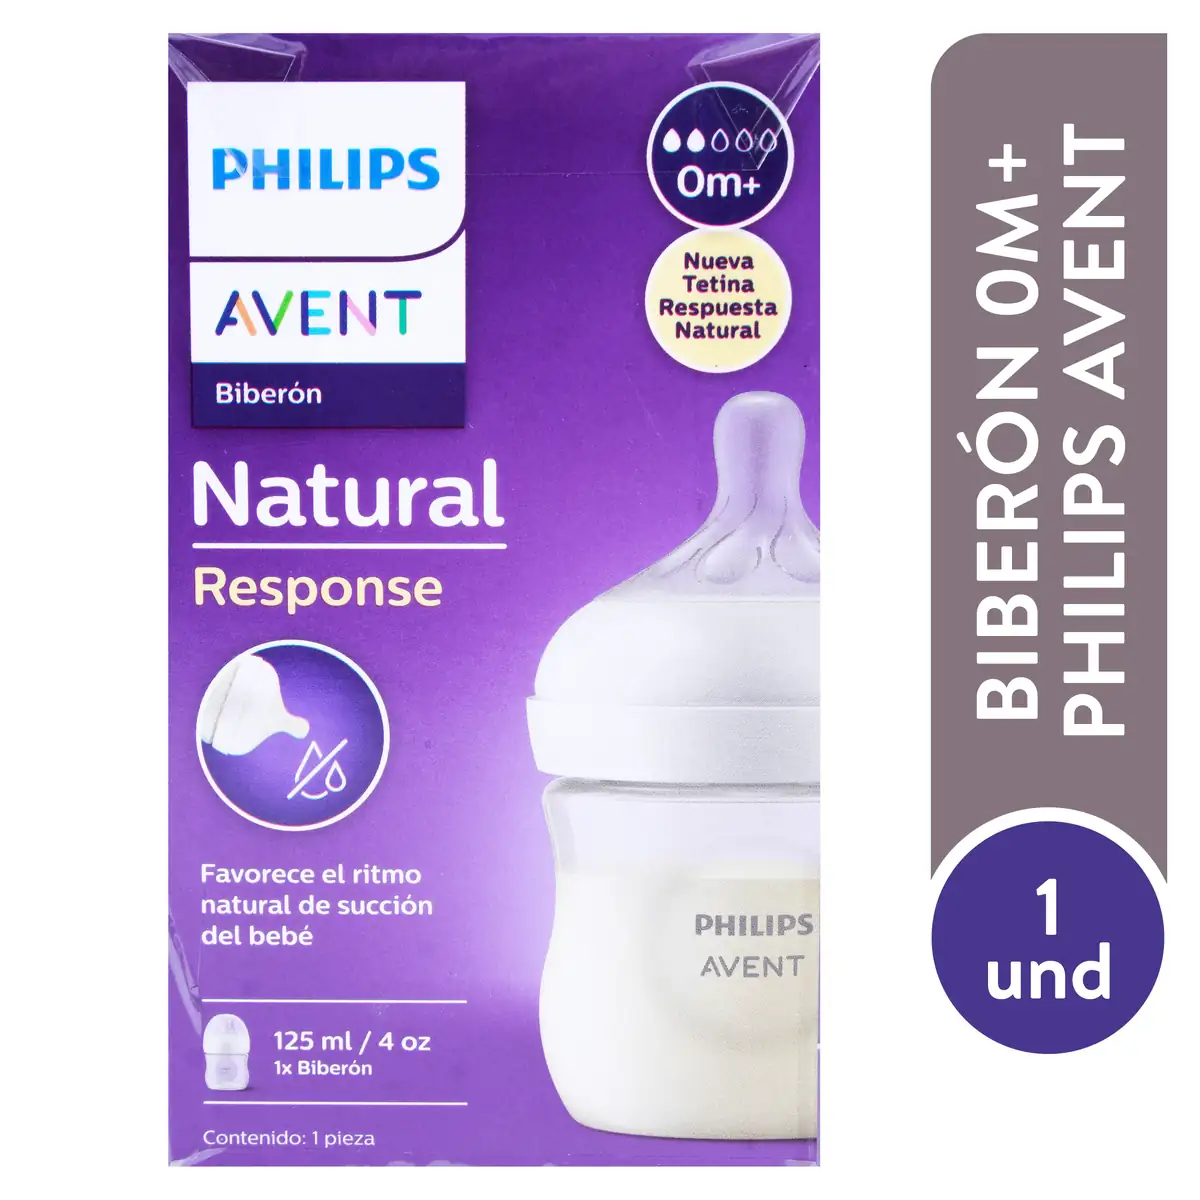 PHILIPS
AVENT
Biberón
0m+
Nueva
Tetina
Respuesta
Natural
Natural
Response
Favorece el ritmo
natural de succión
del bebé
125 ml / 4 oz
1x Biberón
Contenido: 1 pieza
PHILIPS
AVENT
BIBERÓN 0M+
PHILIPS AVENT
1
und